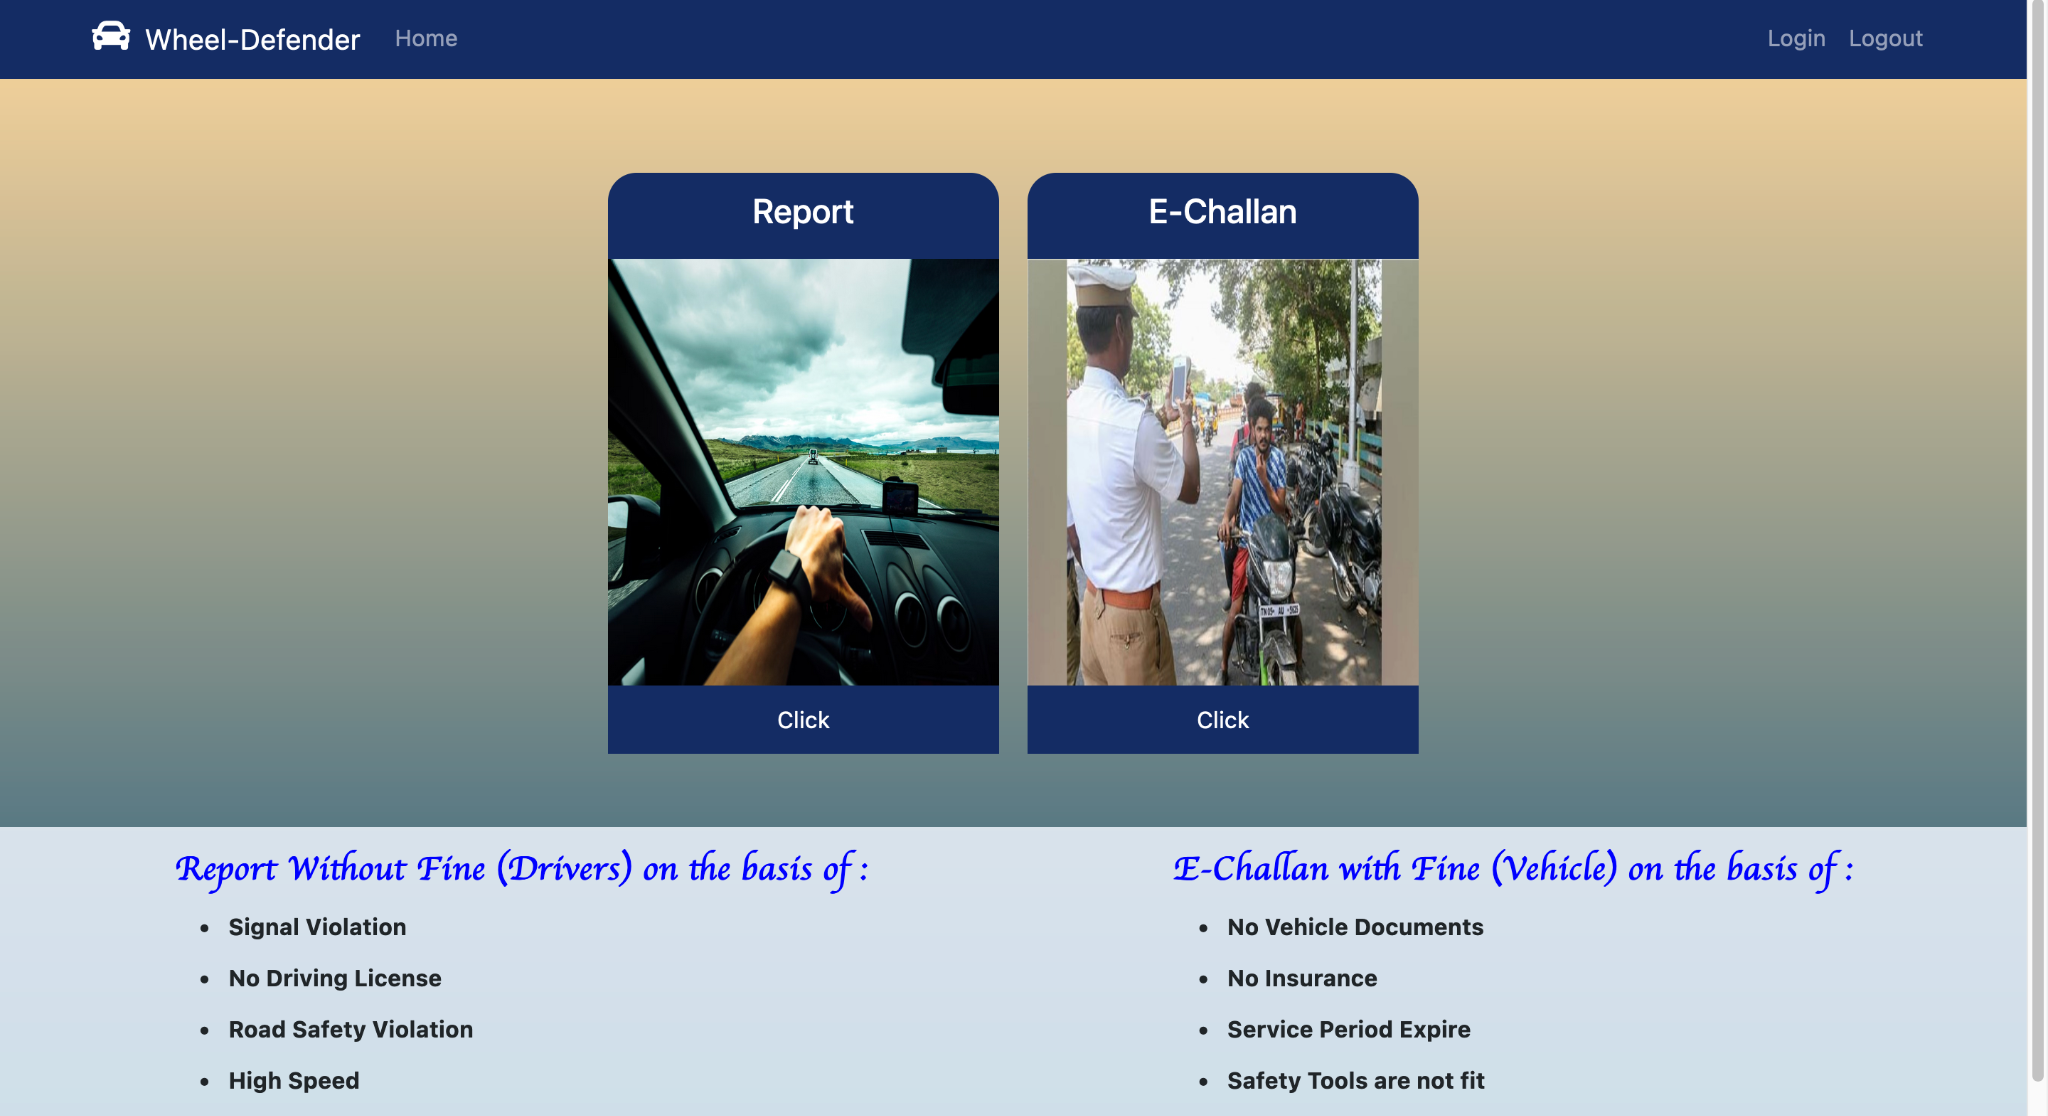 Wheel-Defender Home Login Logout
Report
E-Challan
Click
Click
Report Without Fine (Drivers) on the basis of :
Signal Violation
No Driving License
Road Safety Violation
High Speed
E-Challan with Fine (Vehicle) on the basis of :
No Vehicle Documents
No Insurance
Service Period Expire
Safety Tools are not fit